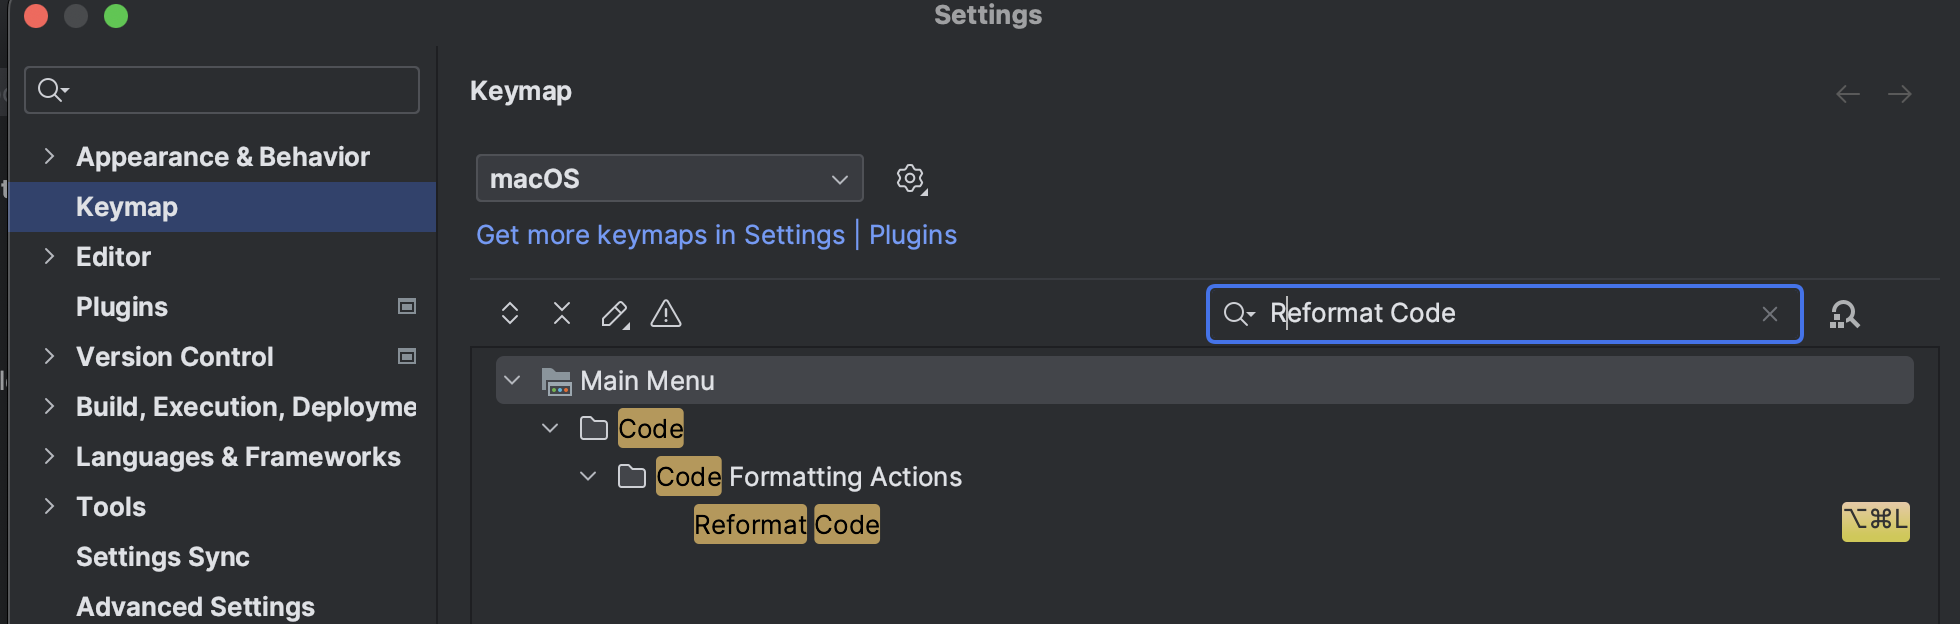 Settings
Appearance & Behavior
Keymap
Editor
Plugins
Version Control
Build, Execution, Deployme
Languages & Frameworks
Tools
Settings Sync
Advanced Settings
Keymap
macOS
Get more keymaps in Settings | Plugins
Reformat Code
Main Menu
Code
Code Formatting Actions
Reformat Code ⌥⌘L